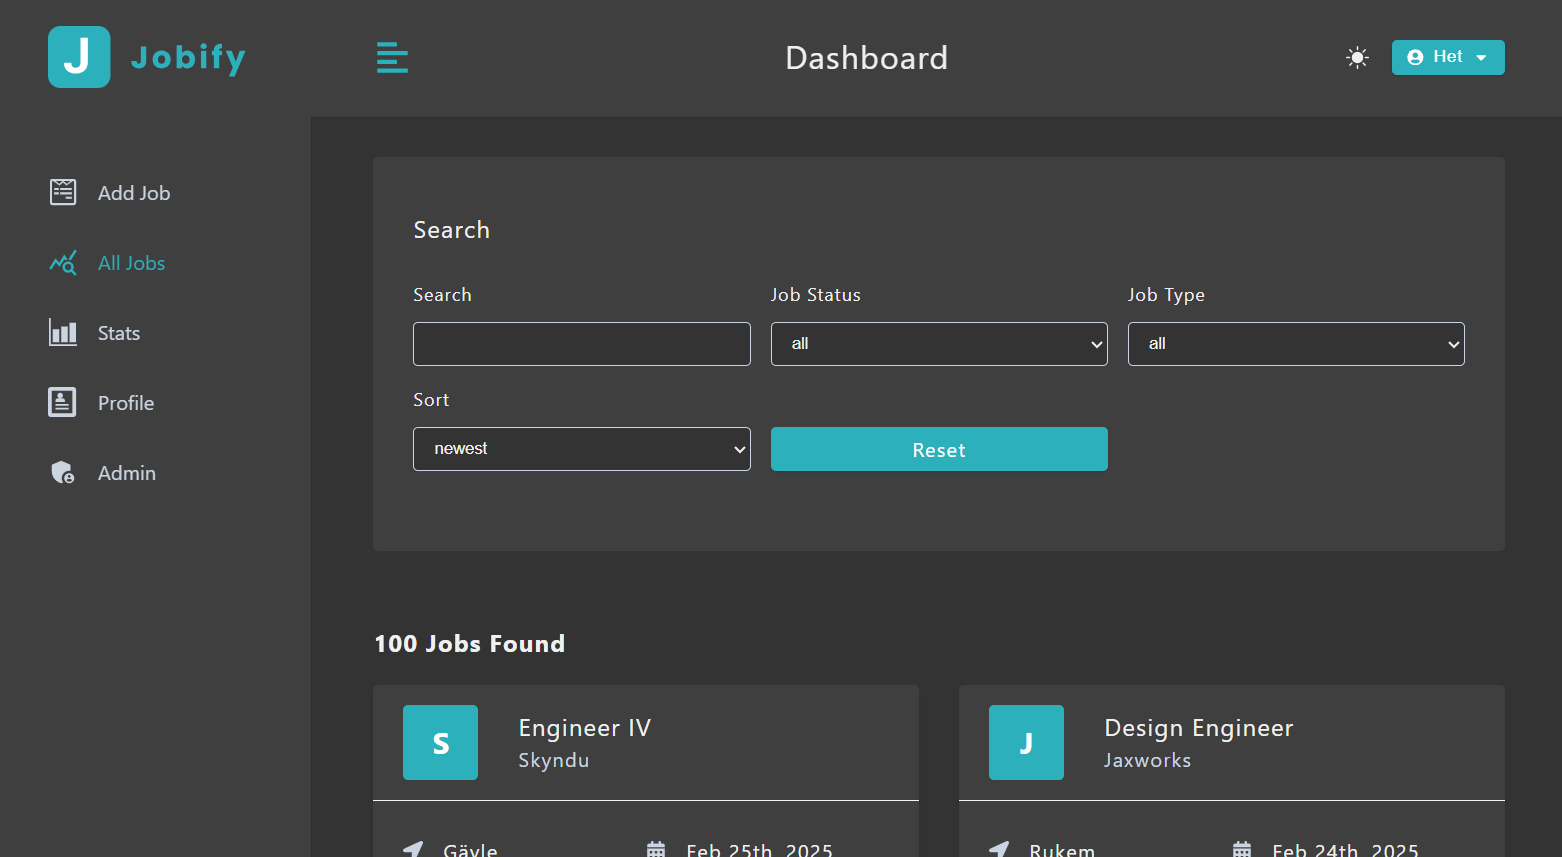 J Jobify
Dashboard
Het
Add Job
All Jobs
Stats
Profile
Admin
Search
Search
Job Status
Job Type
all
all
Sort
newest
Reset
100 Jobs Found
S
Engineer IV
Skyndu
J
Design Engineer
Jaxworks
Gävle
Feb 25th, 2025
Rukem
Feb 24th, 2025